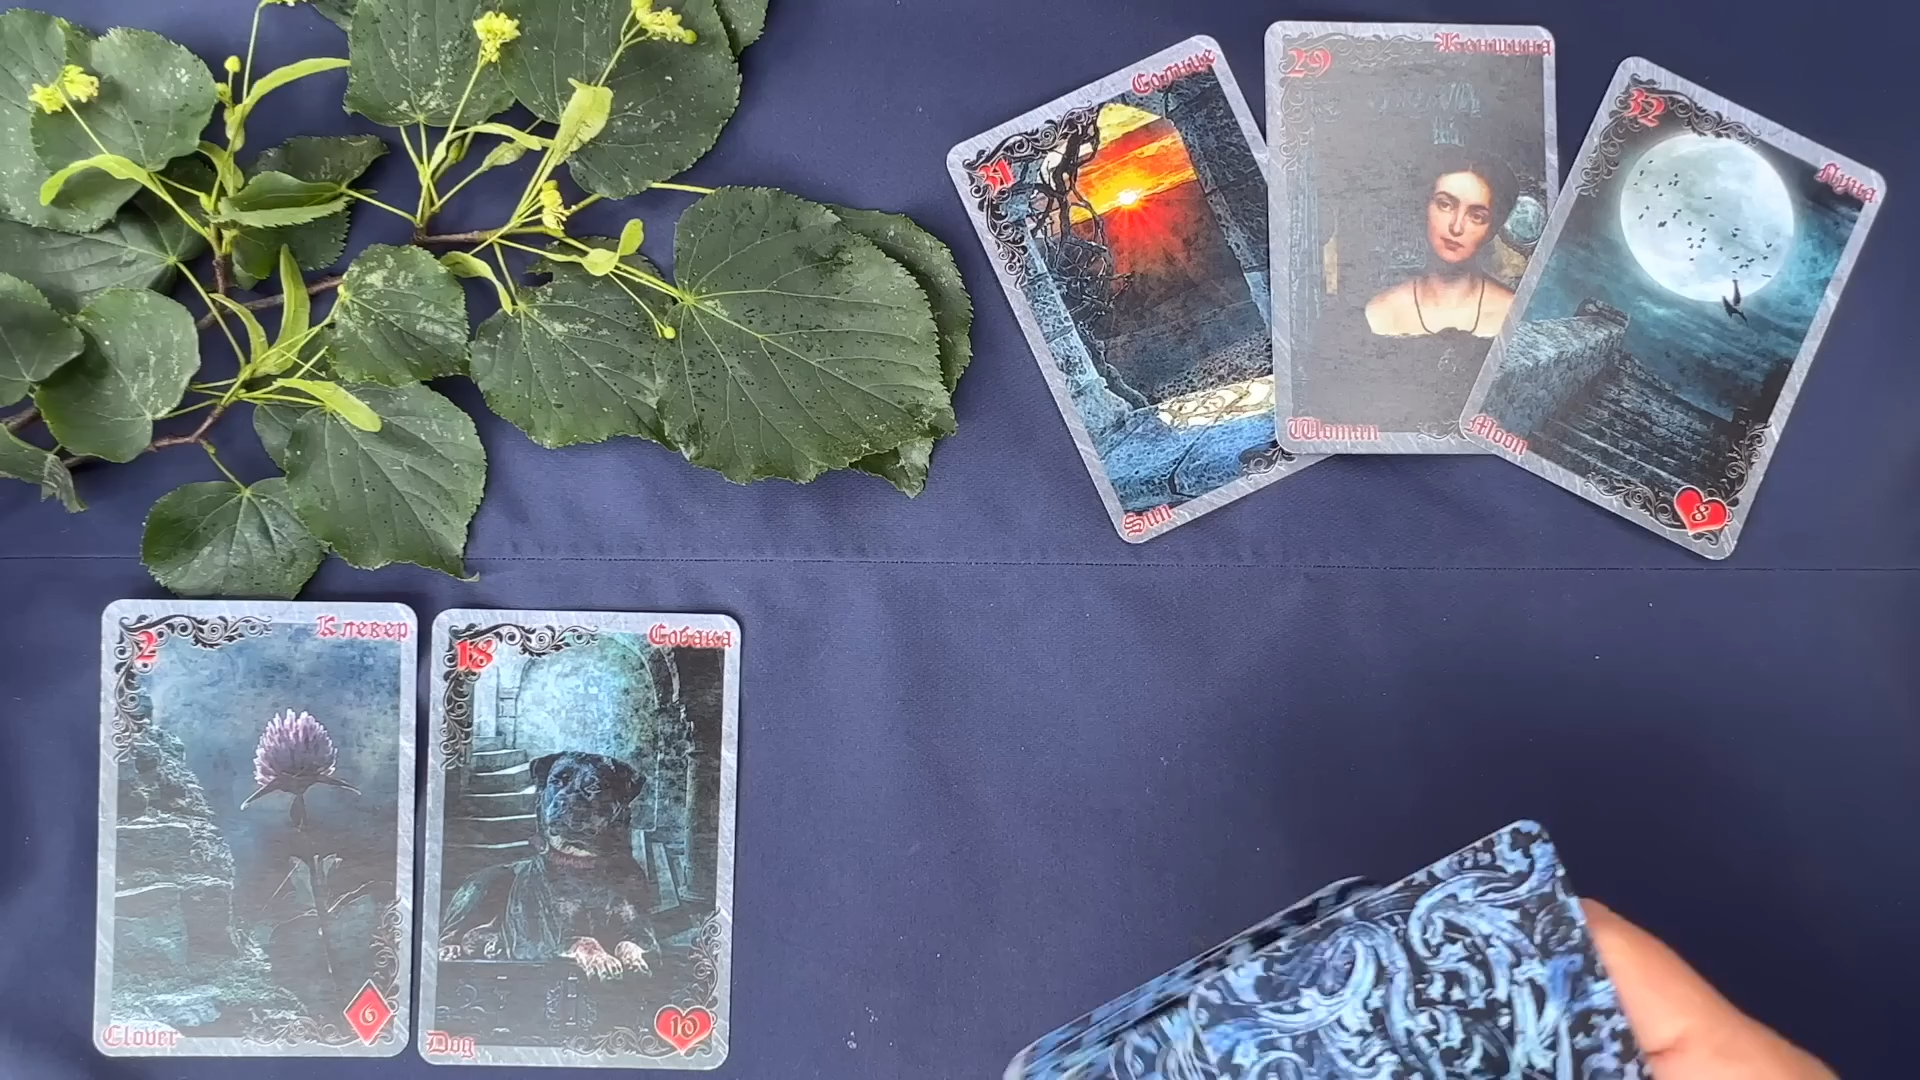 Солнце
31
Sun
29
Женщина
Woman
32
Луна
Moon
8
2
Клевер
Clover
6
18
Собака
Dog
10